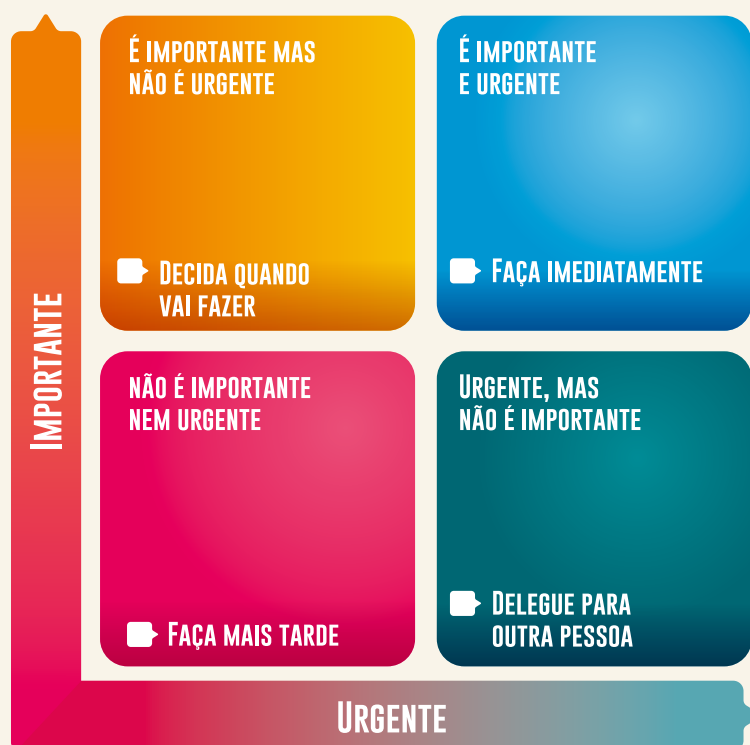 É IMPORTANTE MAS
NÃO É URGENTE
DECIDA QUANDO
VAI FAZER
É IMPORTANTE
E URGENTE
FAÇA IMEDIATAMENTE
IMPORTANTE
NÃO É IMPORTANTE
NEM URGENTE
FAÇA MAIS TARDE
URGENTE, MAS
NÃO É IMPORTANTE
DELEGUE PARA
OUTRA PESSOA
URGENTE